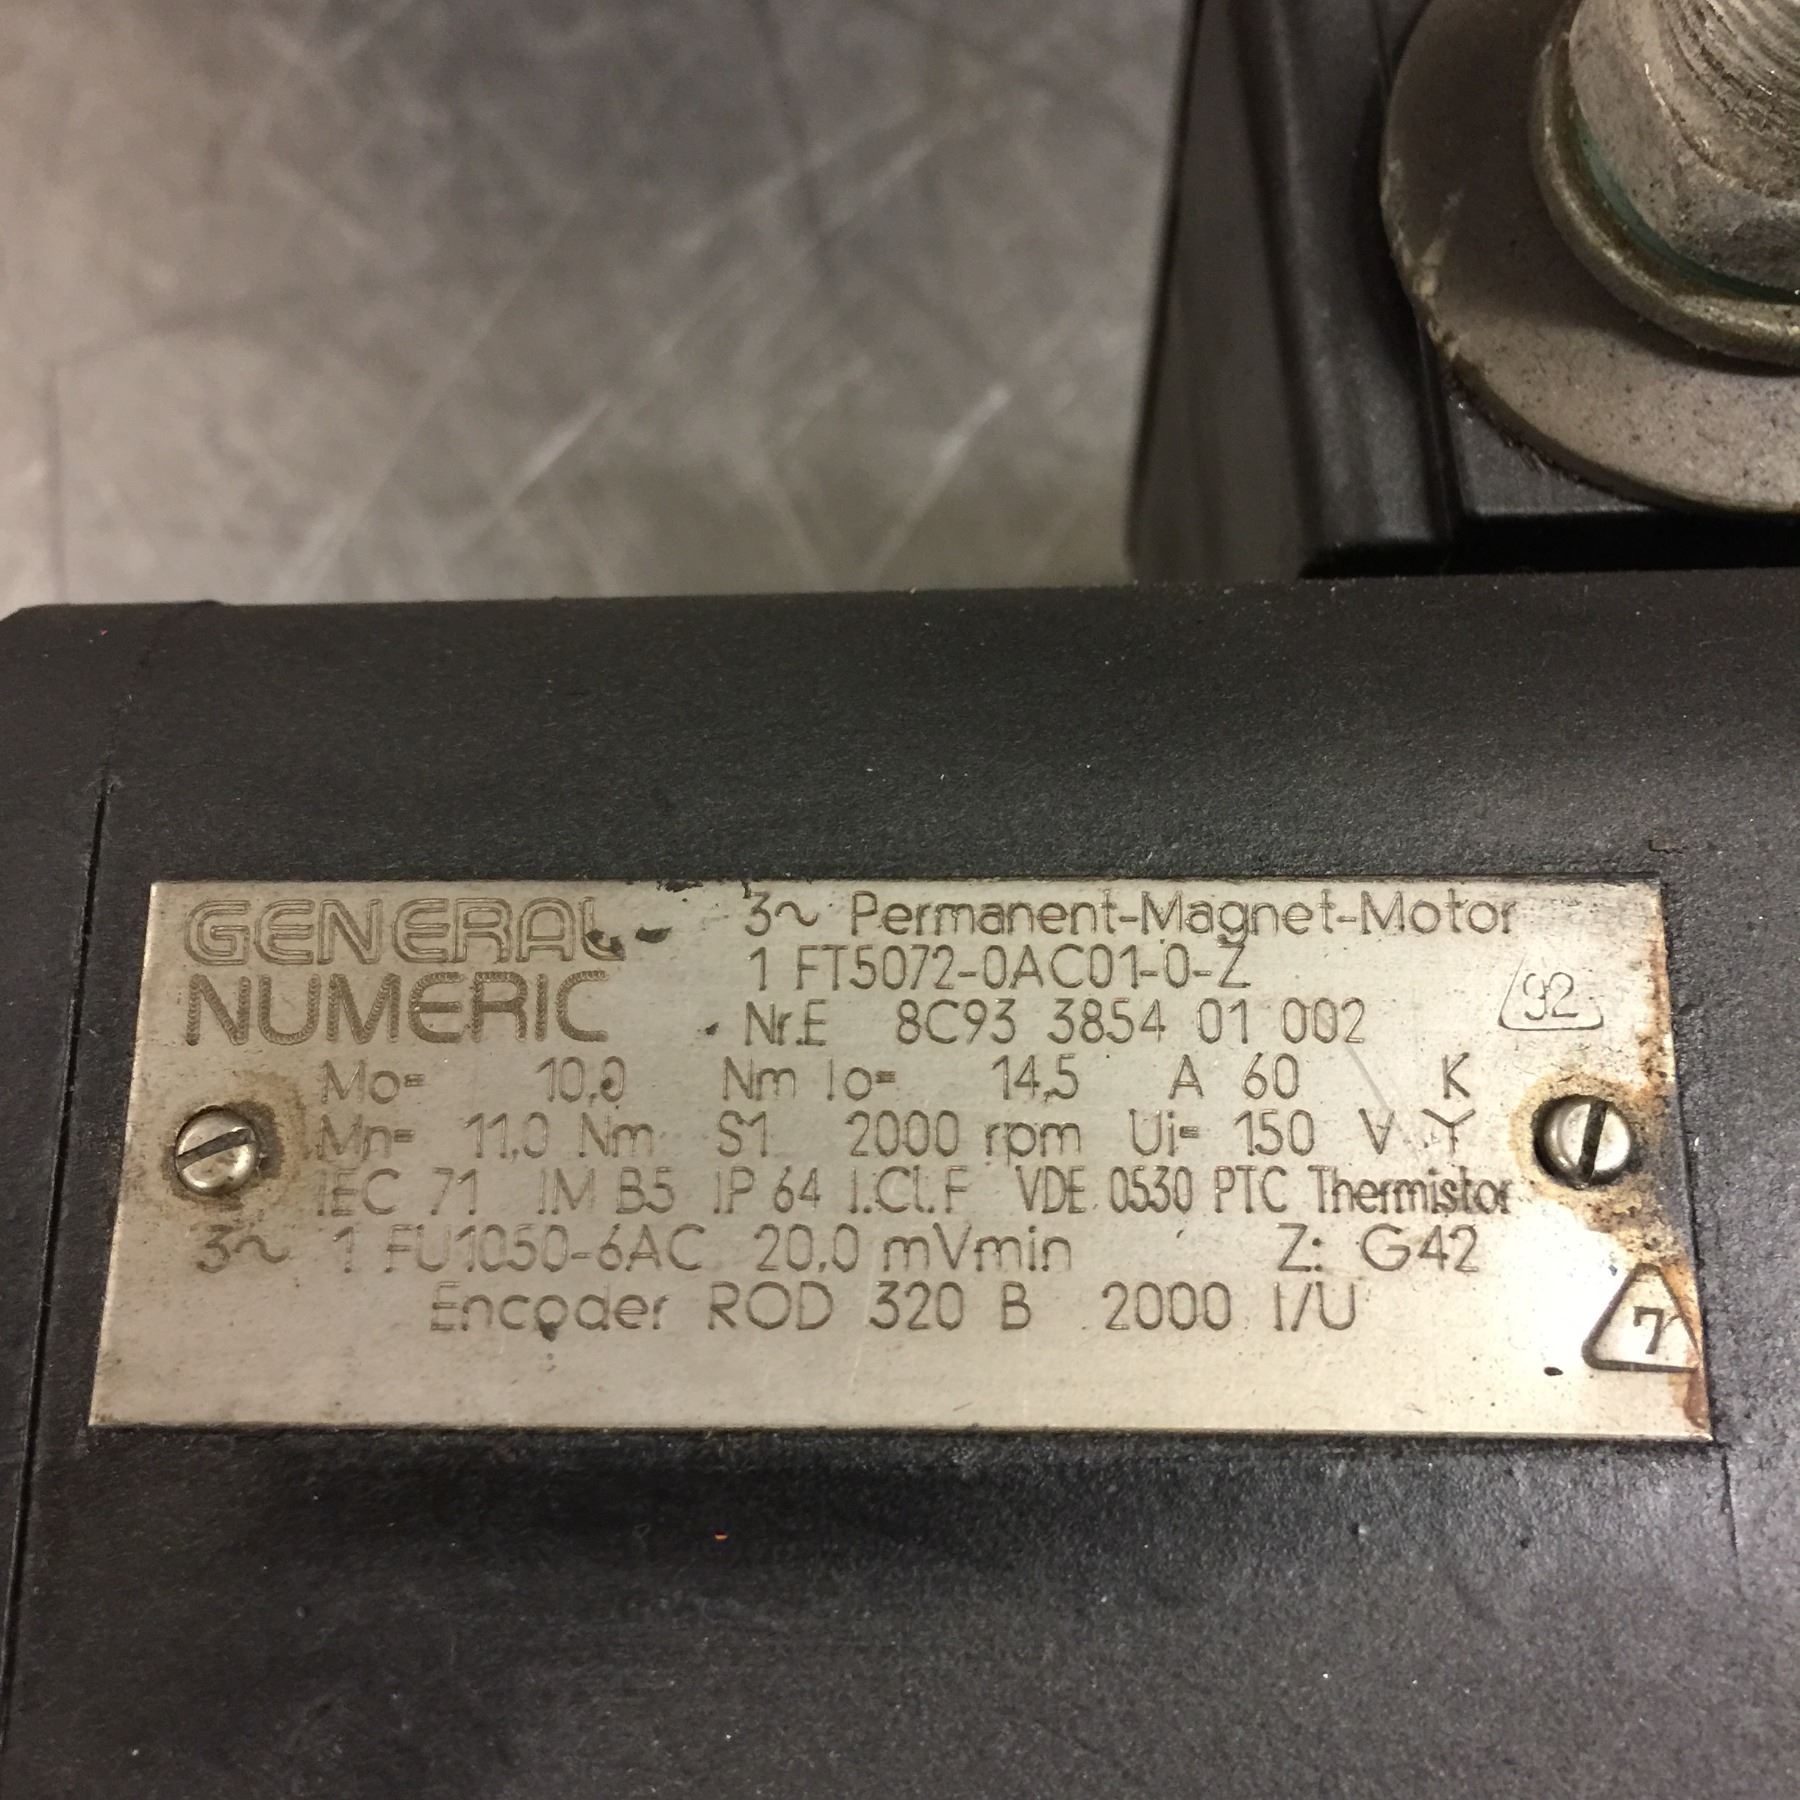 GENERAL
NUMERIC
3~ Permanent-Magnet-Motor
1 FT5072-0AC01-0-Z
Nr.E 8C93 3854 01 002
92
Mo= 10,0 Nm Io= 14,5 A 60 K
Mn= 11,0 Nm S1 2000 rpm Ui= 150 V Y
IEC 71 IM B5 IP 64 I.Cl.F VDE 0530 PTC Thermistor
3~ 1 FU1050-6AC 20,0 mVmin Z: G42
Encoder ROD 320 B 2000 I/U
7